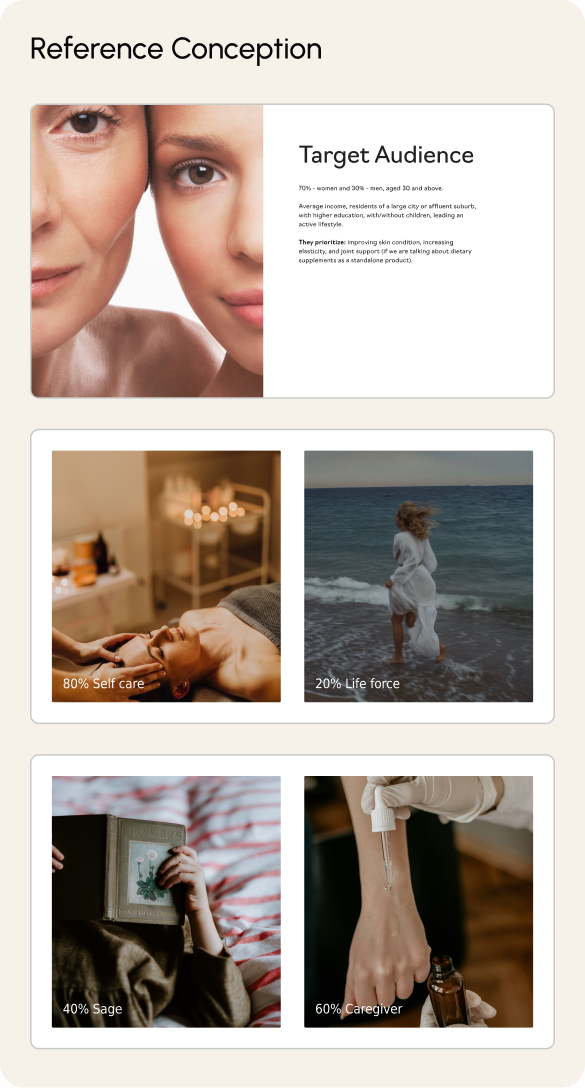 Reference Conception
Target Audience
70% - women and 30% - men, aged 30 and above.
Average income, residents of a large city or affluent suburb,
with higher education, with/without children, leading an
active lifestyle.
They prioritize: improving skin condition, increasing
elasticity, and joint support (if we are talking about dietary
supplements as a standalone product).
80% Self care
20% Life force
40% Sage
60% Caregiver